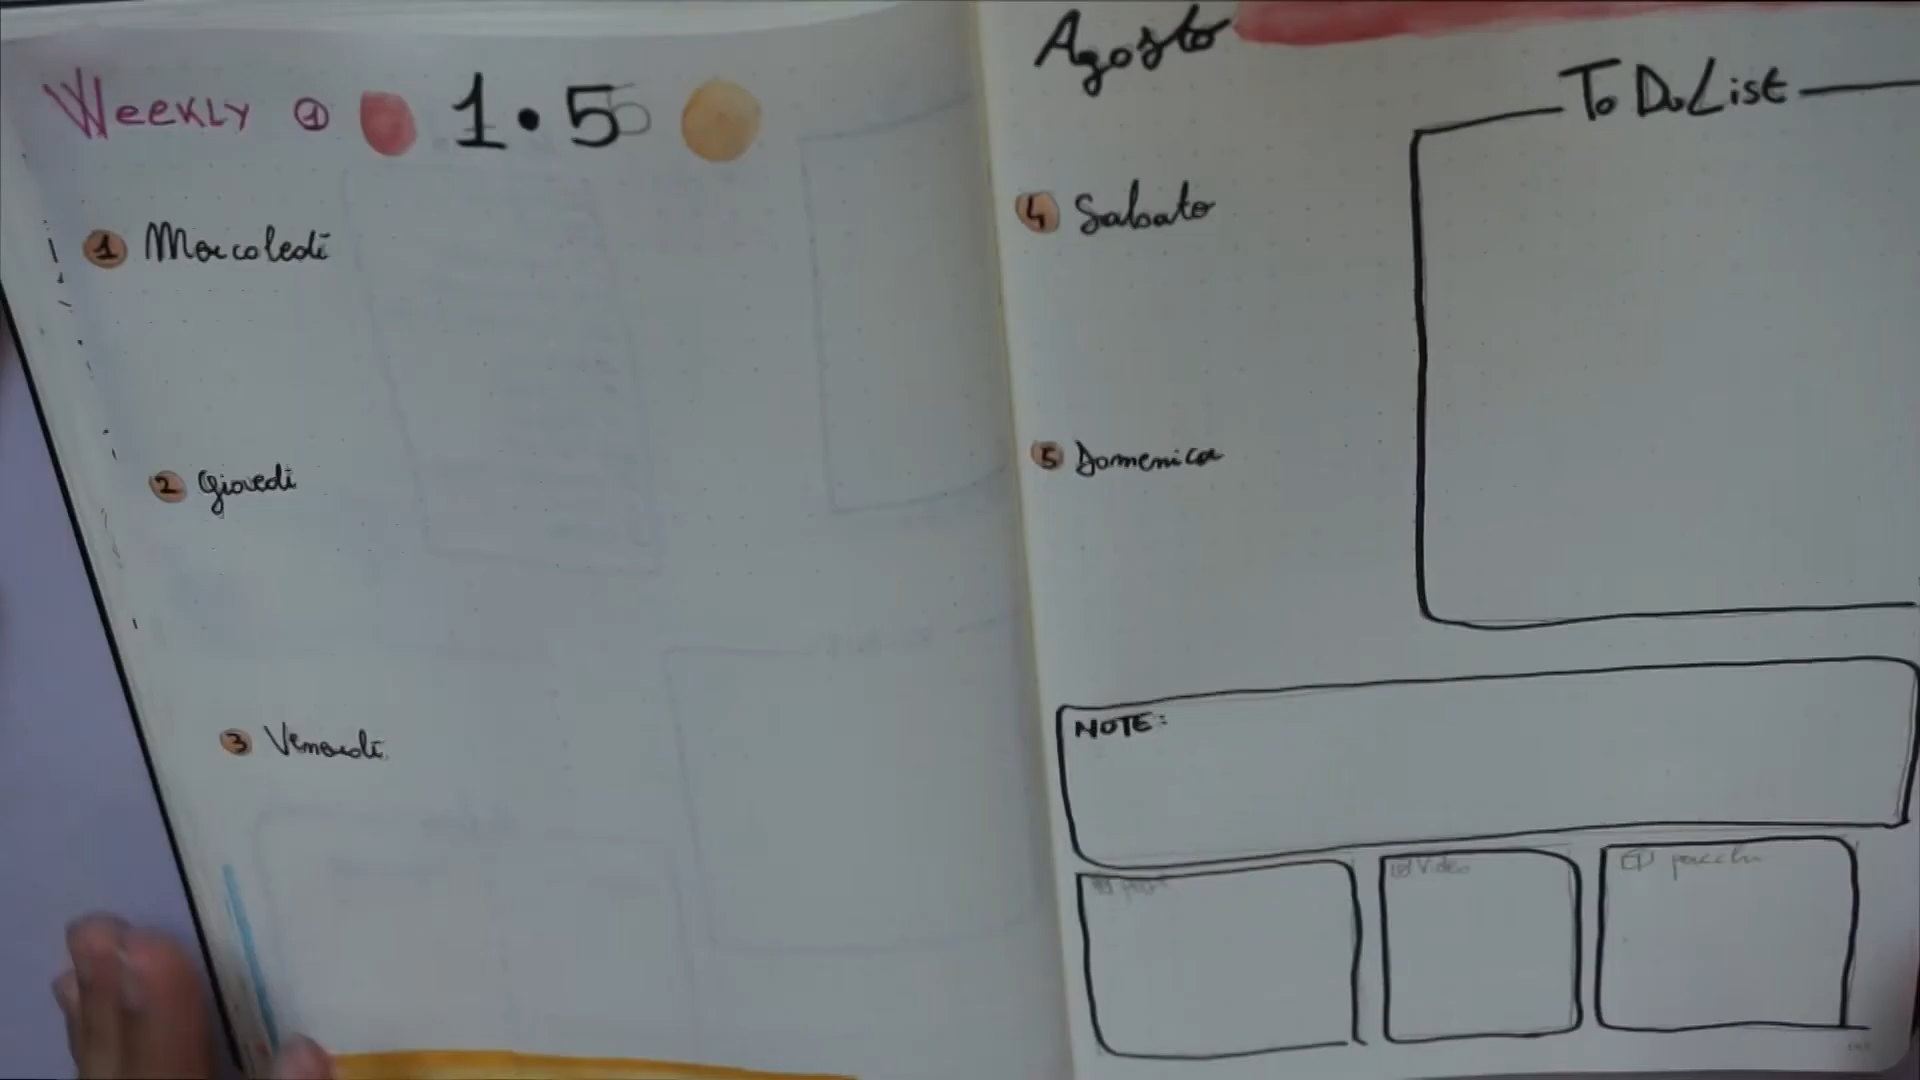 Weekly 1
1 • 5
1 Mercoledì
2 Giovedì
3 Venerdì
Agosto
To Do List
4 Sabato
5 Domenica
NOTE:
Video
pacchi